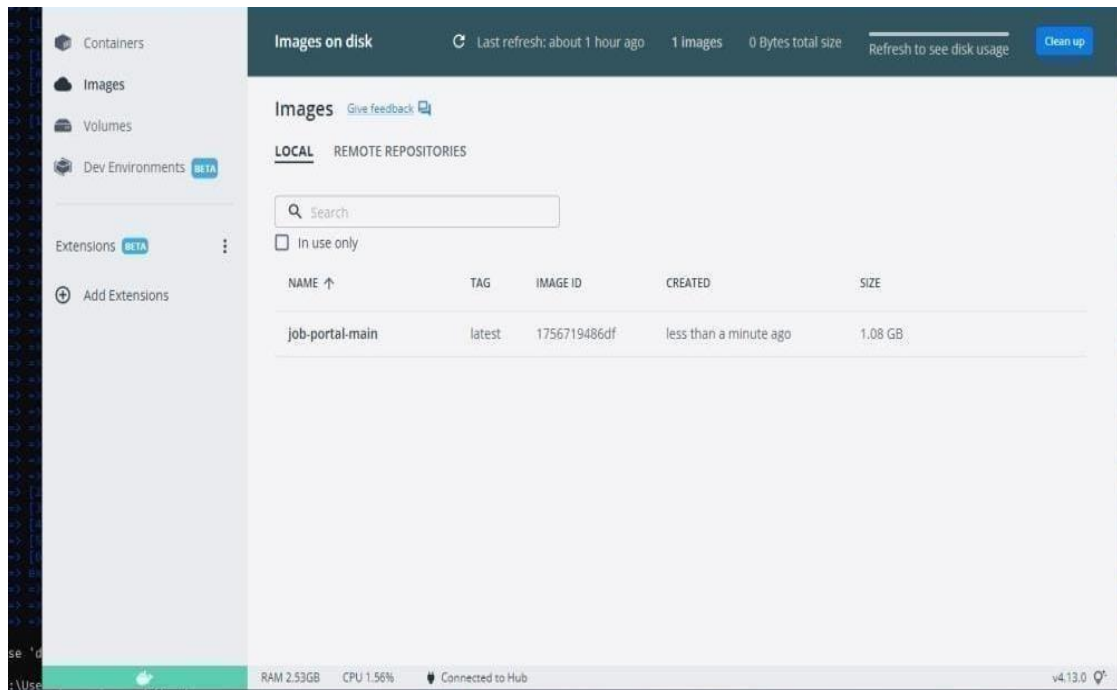 Containers
Images
Volumes
Dev Environments BETA
Extensions BETA
Add Extensions
Images on disk
Last refresh: about 1 hour ago
1 images
0 Bytes total size
Refresh to see disk usage
Clean up
Images Give feedback
LOCAL REMOTE REPOSITORIES
Search
In use only
NAME TAG IMAGE ID CREATED SIZE
job-portal-main latest 1756719486df less than a minute ago 1.08 GB
se 'd
:\Use
RAM 2.53GB CPU 1.56% Connected to Hub v4.13.0